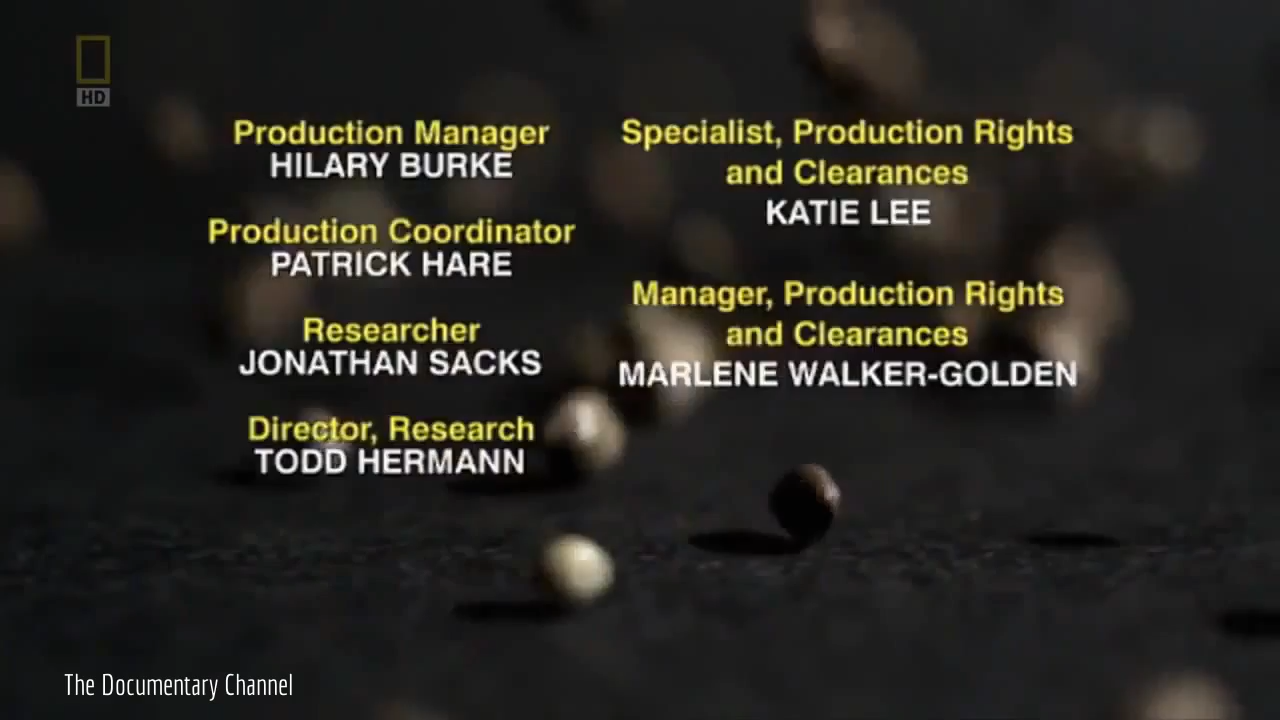 HD
Production Manager
HILARY BURKE
Production Coordinator
PATRICK HARE
Researcher
JONATHAN SACKS
Director, Research
TODD HERMANN
Specialist, Production Rights
and Clearances
KATIE LEE
Manager, Production Rights
and Clearances
MARLENE WALKER-GOLDEN
The Documentary Channel